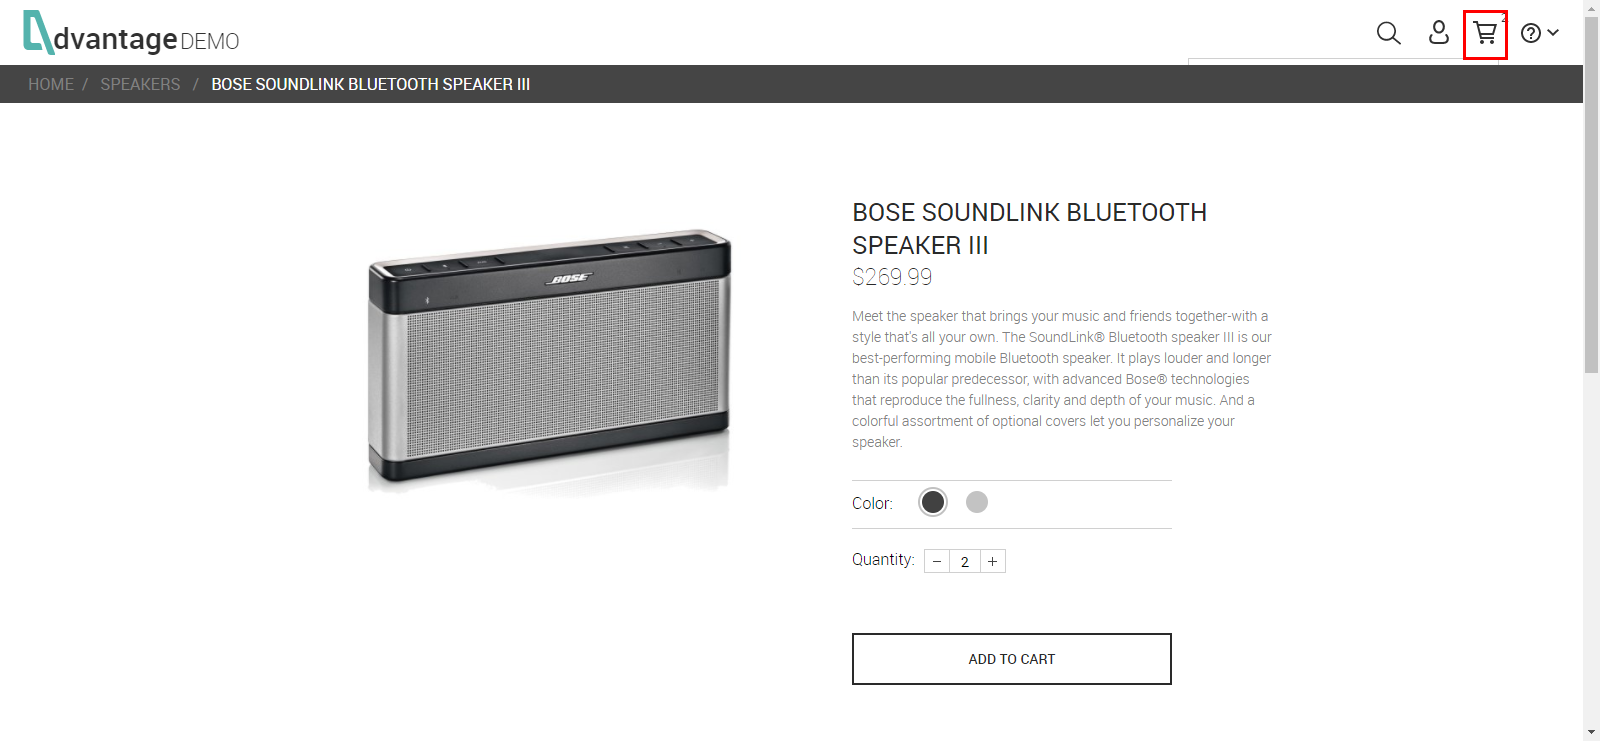 dvantage DEMO
2
HOME / SPEAKERS / BOSE SOUNDLINK BLUETOOTH SPEAKER III
BOSE
BOSE SOUNDLINK BLUETOOTH
SPEAKER III
$269.99
Meet the speaker that brings your music and friends together-with a
style that's all your own. The SoundLink® Bluetooth speaker III is our
best-performing mobile Bluetooth speaker. It plays louder and longer
than its popular predecessor, with advanced Bose® technologies
that reproduce the fullness, clarity and depth of your music. And a
colorful assortment of optional covers let you personalize your
speaker.
Color:
Quantity: − 2 +
ADD TO CART